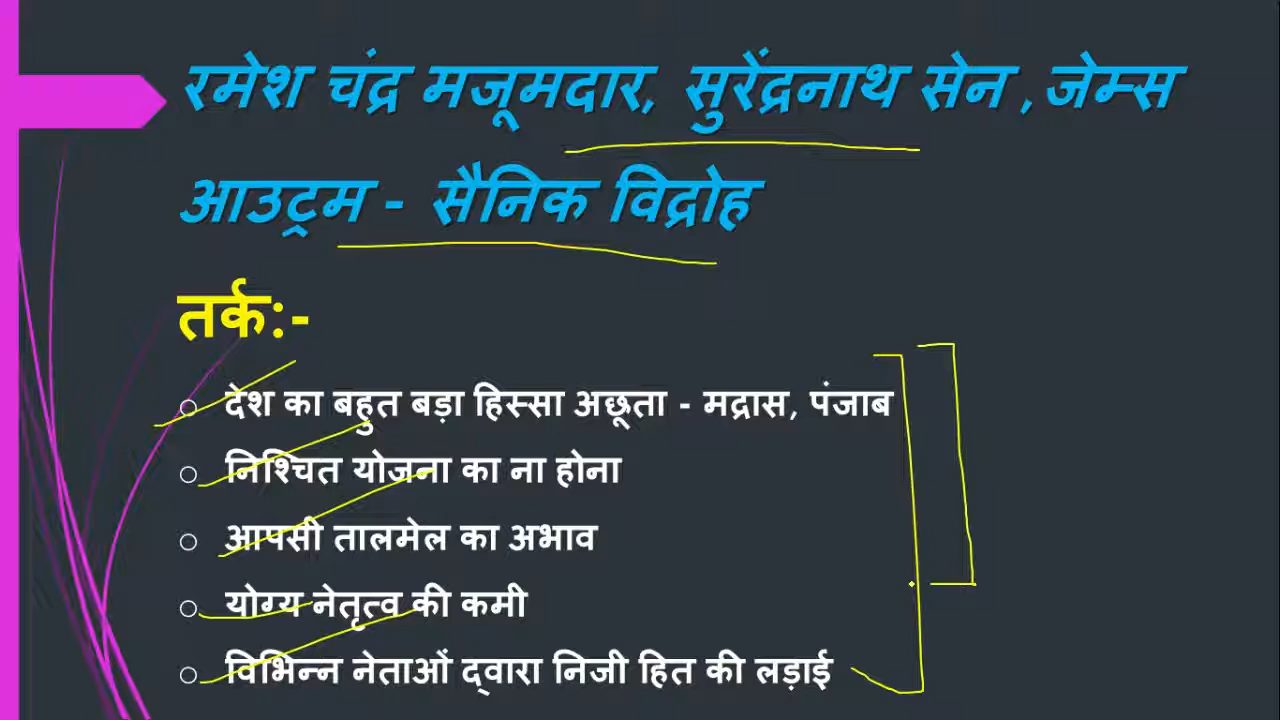 रमेश चंद्र मजूमदार, सुरेंद्रनाथ सेन ,जेम्स
आउट्रम - सैनिक विद्रोह
तर्क:-
○ देश का बहुत बड़ा हिस्सा अछूता - मद्रास, पंजाब
○ निश्चित योजना का ना होना
○ आपसी तालमेल का अभाव
○ योग्य नेतृत्व की कमी
○ विभिन्न नेताओं द्वारा निजी हित की लड़ाई